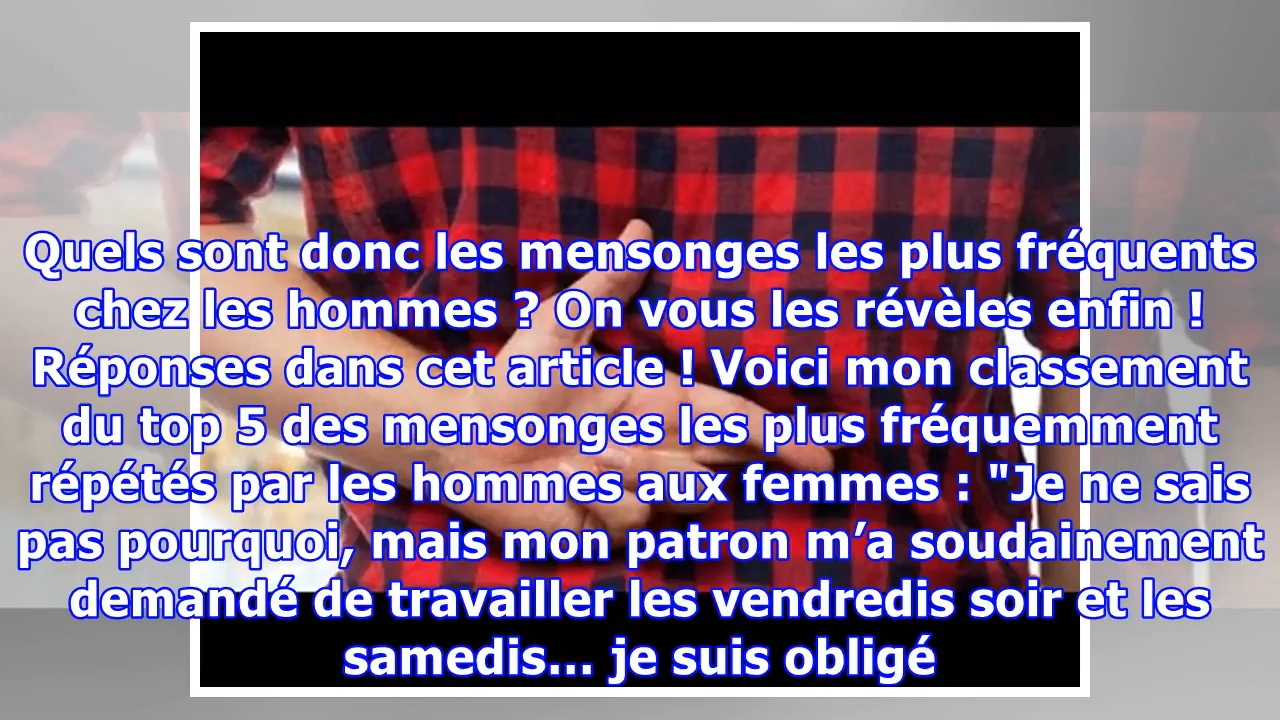 Quels sont donc les mensonges les plus fréquents
chez les hommes ? On vous les révèles enfin !
Réponses dans cet article ! Voici mon classement
du top 5 des mensonges les plus fréquemment
répétés par les hommes aux femmes : "Je ne sais
pas pourquoi, mais mon patron m’a soudainement
demandé de travailler les vendredis soir et les
samedis... je suis obligé